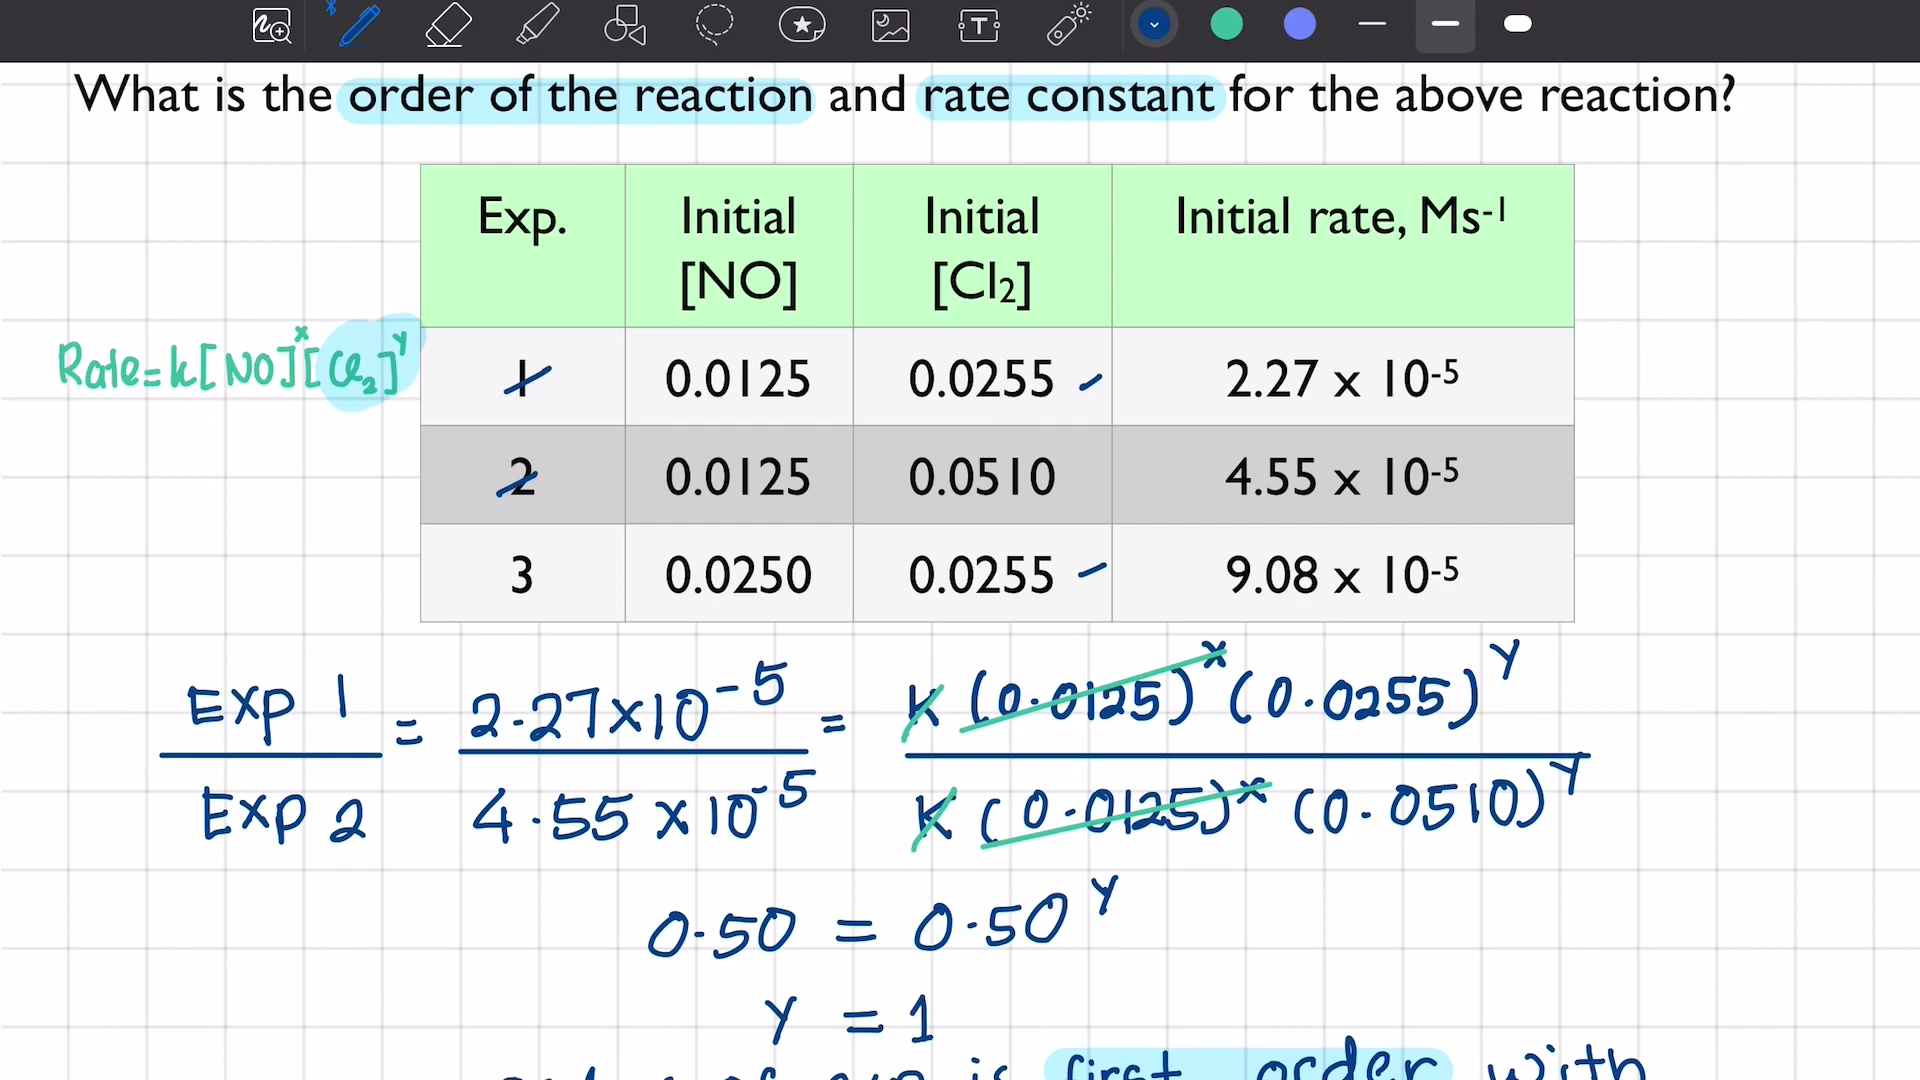 What is the order of the reaction and rate constant for the above reaction?
Exp. Initial [NO] Initial [Cl₂] Initial rate, Ms⁻¹
Rate=k[NO]ˣ[Cl₂]ʸ
1 0.0125 0.0255 2.27 x 10⁻⁵
2 0.0125 0.0510 4.55 x 10⁻⁵
3 0.0250 0.0255 9.08 x 10⁻⁵
Exp 1 = 2.27×10⁻⁵ = k (0.0125)ˣ (0.0255)ʸ
Exp 2 4.55 ×10⁻⁵ k (0.0125)ˣ (0.0510)ʸ
0.50 = 0.50ʸ
y = 1
is first order with